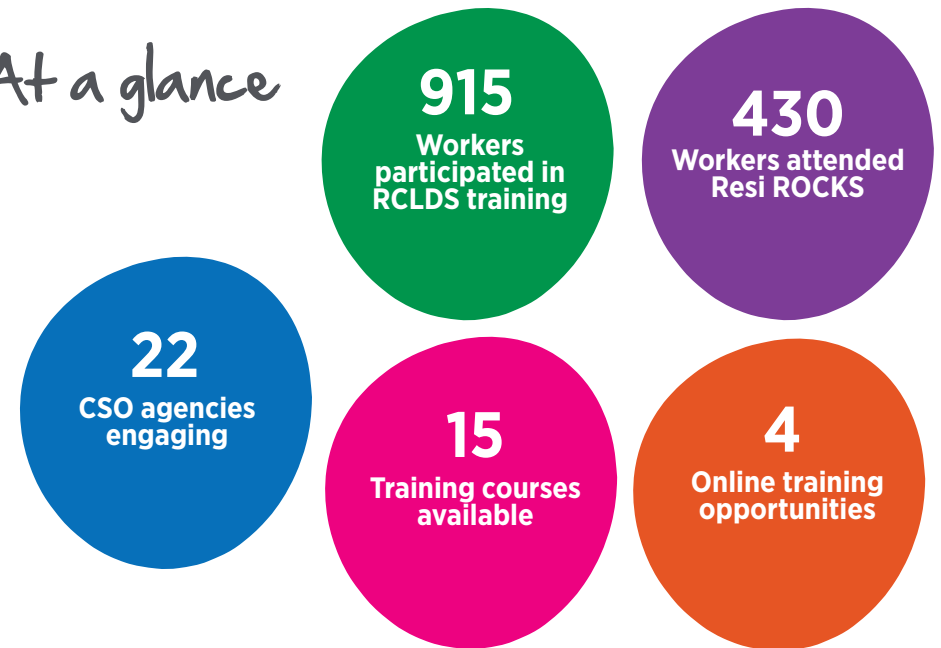 At a glance
915
Workers
participated in
RCLDS training
430
Workers attended
Resi ROCKS
22
CSO agencies
engaging
15
Training courses
available
4
Online training
opportunities